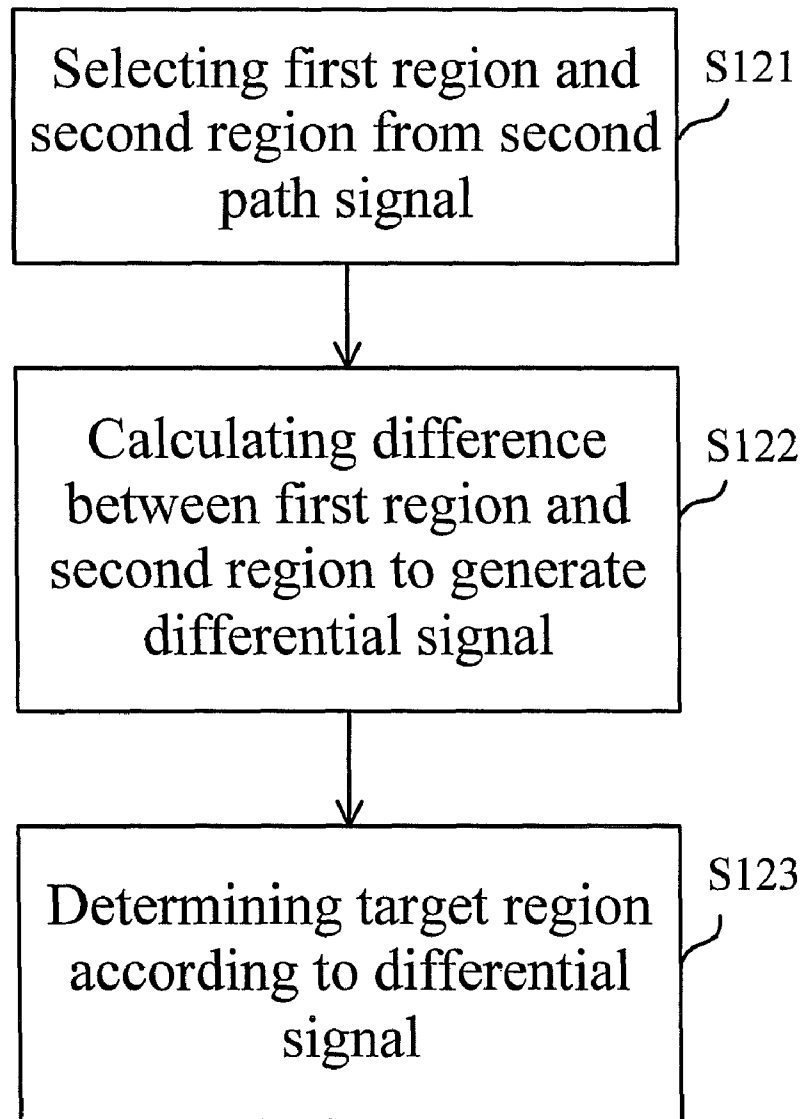 Selecting first region and
second region from second
path signal
S121
Calculating difference
between first region and
second region to generate
differential signal
S122
Determining target region
according to differential
signal
S123